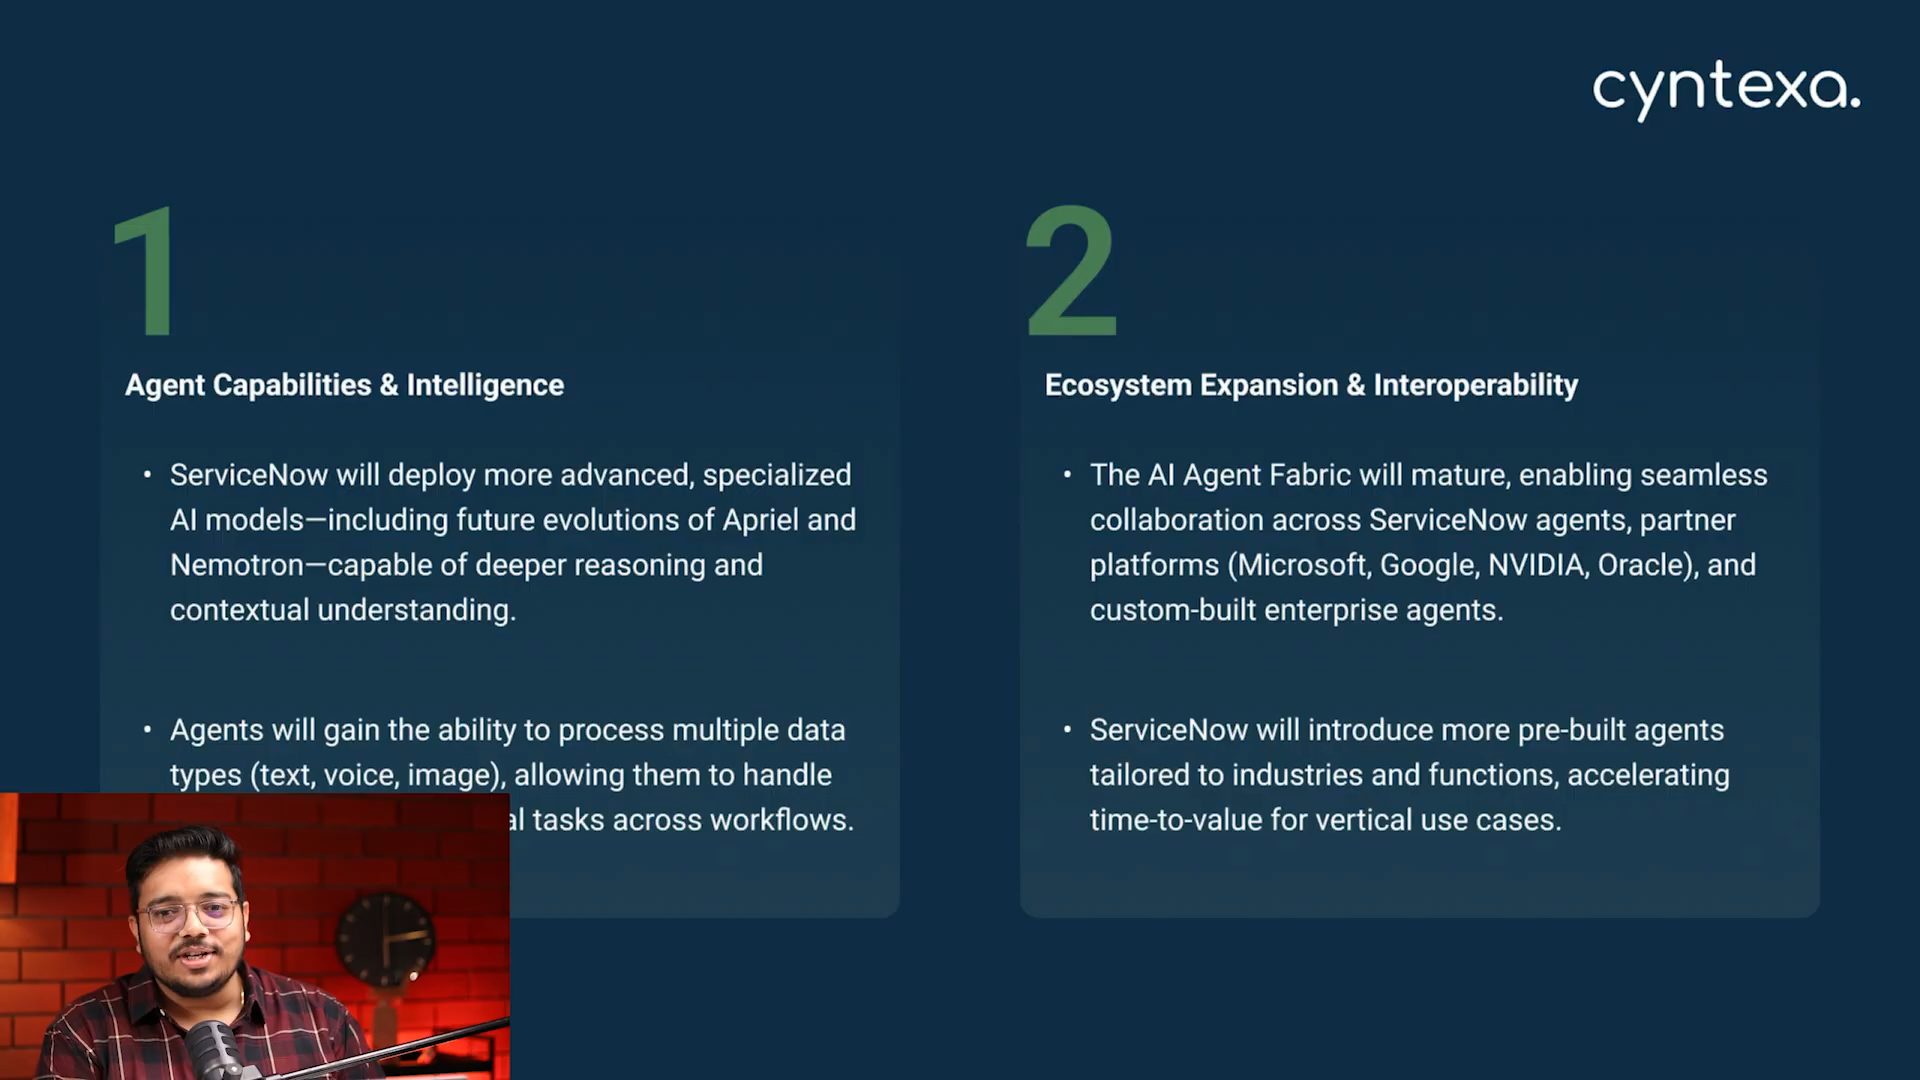 cyntexa.
1
Agent Capabilities & Intelligence
• ServiceNow will deploy more advanced, specialized
AI models—including future evolutions of Apriel and
Nemotron—capable of deeper reasoning and
contextual understanding.
• Agents will gain the ability to process multiple data
types (text, voice, image), allowing them to handle
tasks across workflows.
2
Ecosystem Expansion & Interoperability
• The AI Agent Fabric will mature, enabling seamless
collaboration across ServiceNow agents, partner
platforms (Microsoft, Google, NVIDIA, Oracle), and
custom-built enterprise agents.
• ServiceNow will introduce more pre-built agents
tailored to industries and functions, accelerating
time-to-value for vertical use cases.